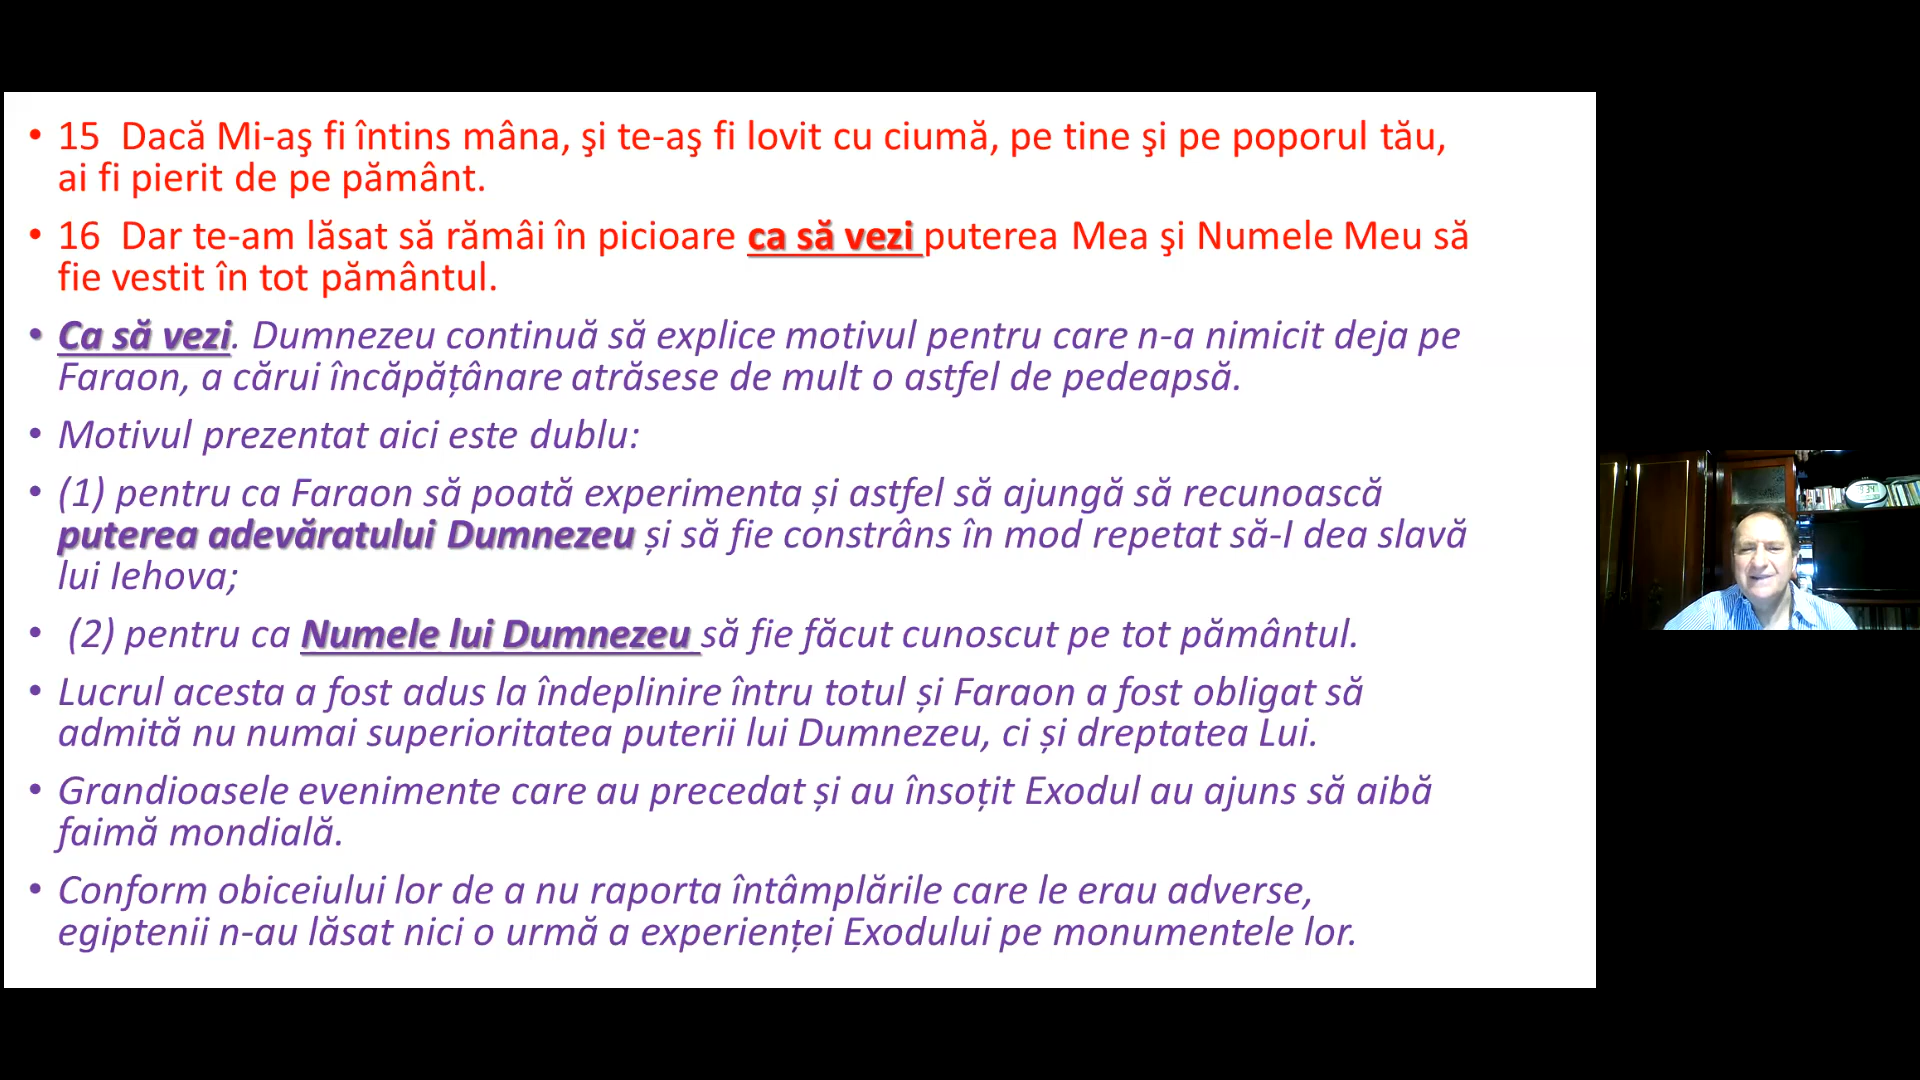 • 15  Dacă Mi-aş fi întins mâna, şi te-aş fi lovit cu ciumă, pe tine şi pe poporul tău,
ai fi pierit de pe pământ.
• 16  Dar te-am lăsat să rămâi în picioare ca să vezi puterea Mea şi Numele Meu să
fie vestit în tot pământul.
• Ca să vezi. Dumnezeu continuă să explice motivul pentru care n-a nimicit deja pe
Faraon, a cărui încăpățânare atrăsese de mult o astfel de pedeapsă.
• Motivul prezentat aici este dublu:
• (1) pentru ca Faraon să poată experimenta și astfel să ajungă să recunoască
puterea adevăratului Dumnezeu și să fie constrâns în mod repetat să-I dea slavă
lui Iehova;
• (2) pentru ca Numele lui Dumnezeu să fie făcut cunoscut pe tot pământul.
• Lucrul acesta a fost adus la îndeplinire întru totul și Faraon a fost obligat să
admită nu numai superioritatea puterii lui Dumnezeu, ci și dreptatea Lui.
• Grandioasele evenimente care au precedat și au însoțit Exodul au ajuns să aibă
faimă mondială.
• Conform obiceiului lor de a nu raporta întâmplările care le erau adverse,
egiptenii n-au lăsat nici o urmă a experienței Exodului pe monumentele lor.